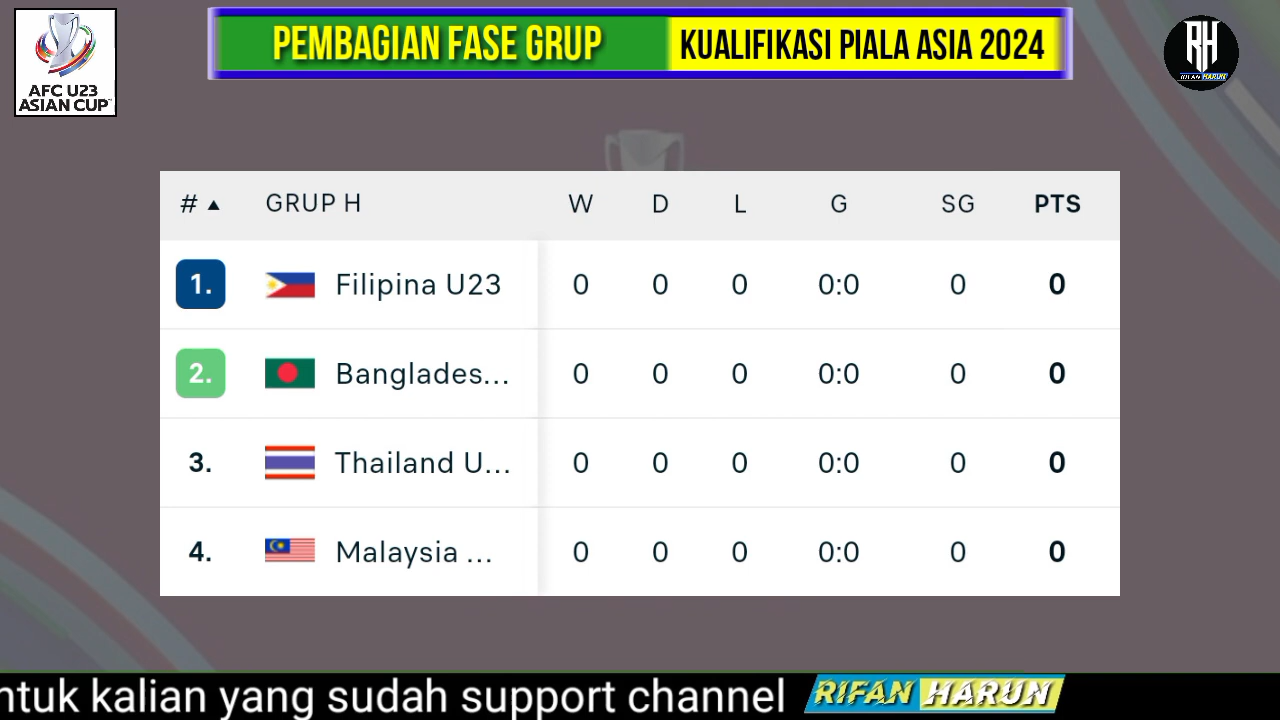 PEMBAGIAN FASE GRUP KUALIFIKASI PIALA ASIA 2024
RH
RIFAN HARUN
AFC U23
ASIAN CUP™
# ▲ GRUP H W D L G SG PTS
1. Filipina U23 0 0 0 0:0 0 0
2. Banglades... 0 0 0 0:0 0 0
3. Thailand U... 0 0 0 0:0 0 0
4. Malaysia ... 0 0 0 0:0 0 0
ntuk kalian yang sudah support channel RIFAN HARUN